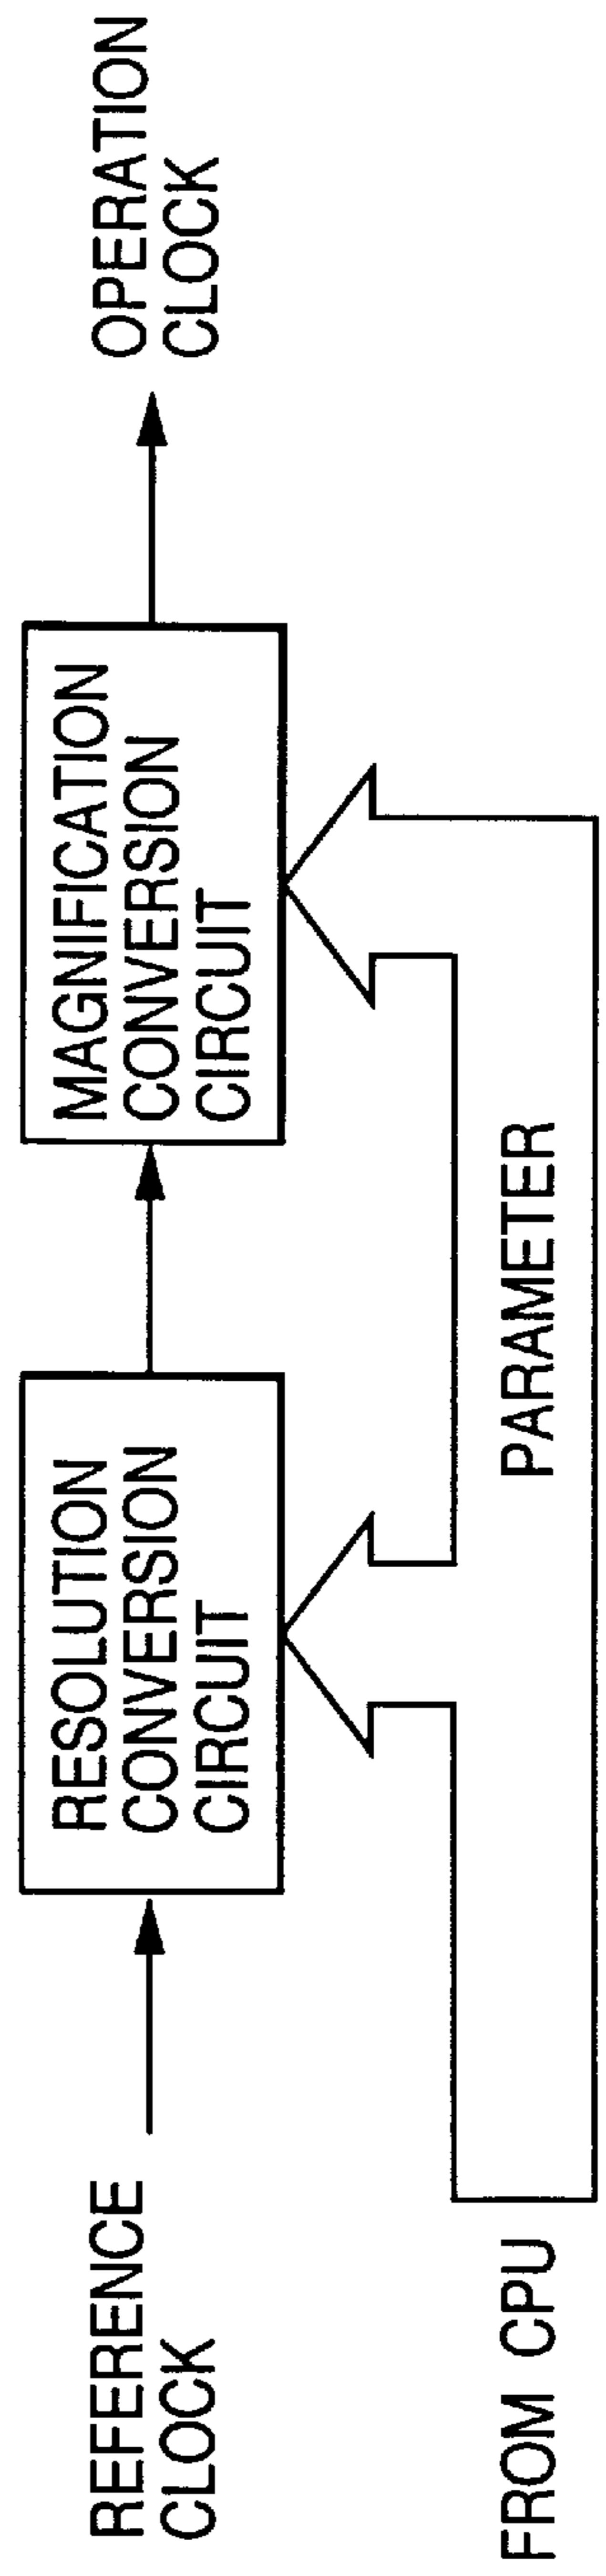 REFERENCE
CLOCK
RESOLUTION
CONVERSION
CIRCUIT
MAGNIFICATION
CONVERSION
CIRCUIT
OPERATION
CLOCK
FROM CPU
PARAMETER